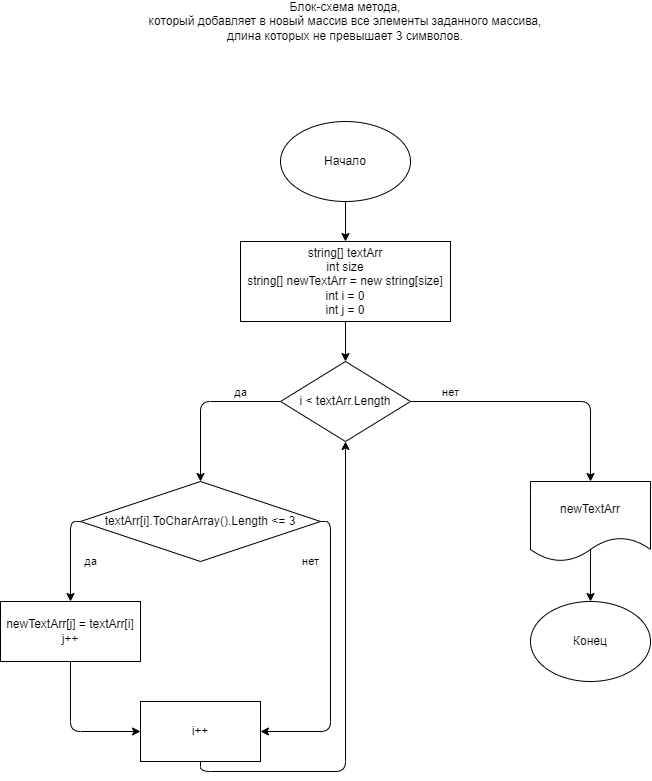 Блок-схема метода,
который добавляет в новый массив все элементы заданного массива,
длина которых не превышает 3 символов.
Начало
string[] textArr
int size
string[] newTextArr = new string[size]
int i = 0
int j = 0
i < textArr.Length
да
нет
textArr[i].ToCharArray().Length <= 3
да
нет
newTextArr[j] = textArr[i]
j++
i++
newTextArr
Конец